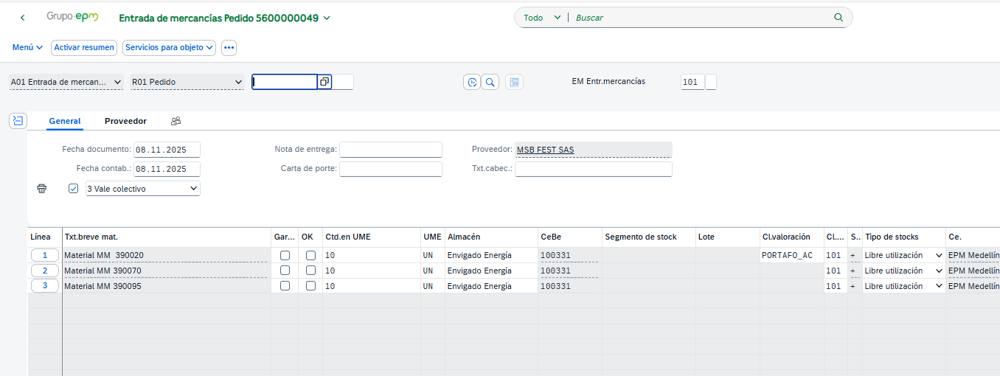 Grupo·epm Entrada de mercancías Pedido 5600000049 Todo Buscar
Menú Activar resumen Servicios para objeto
A01 Entrada de mercan... R01 Pedido EM Entr.mercancías 101
General Proveedor
Fecha documento: 08.11.2025 Nota de entrega: Proveedor: MSB FEST SAS
Fecha contab.: 08.11.2025 Carta de porte: Txt.cabec.:
3 Vale colectivo
Línea Txt.breve mat. Gar... OK Ctd.en UME UME Almacén CeBe Segmento de stock Lote Cl.valoración Cl.... S.. Tipo de stocks Ce.
1 Material MM 390020 10 UN Envigado Energía 100331 PORTAFO_AC 101 + Libre utilización EPM Medellín
2 Material MM 390070 10 UN Envigado Energía 100331 101 + Libre utilización EPM Medellín
3 Material MM 390095 10 UN Envigado Energía 100331 101 + Libre utilización EPM Medellín